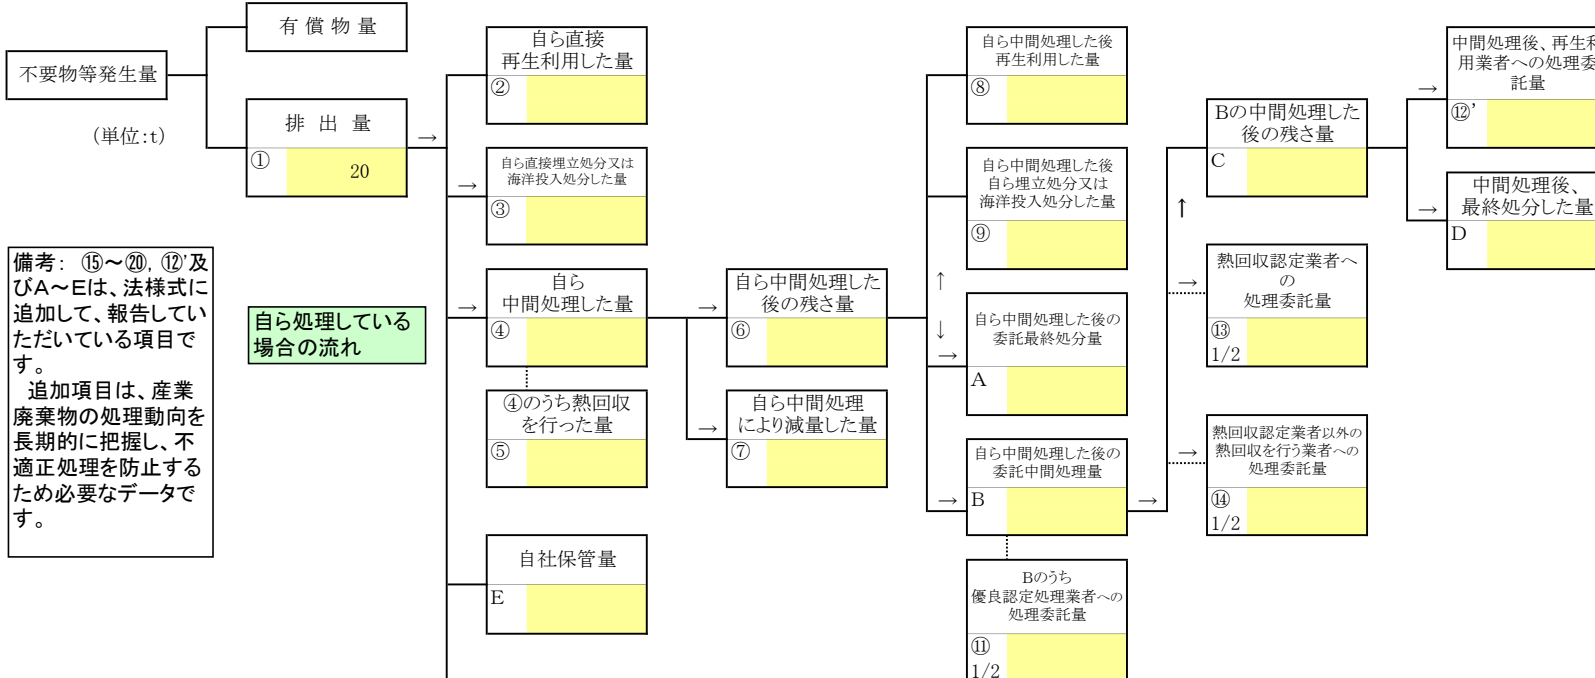 有 償 物 量
不要物等発生量
(単位:t)
排 出 量
→
①
20
自ら直接
再生利用した量
②
→
自ら直接埋立処分又は
海洋投入処分した量
③
→
自ら
中間処理した量
④
④のうち熱回収
を行った量
⑤
自社保管量
E
備考： ⑮～⑳, ⑫'及
びA～Eは、法様式に
追加して、報告してい
ただいている項目で
す。
追加項目は、産業
廃棄物の処理動向を
長期的に把握し、不
適正処理を防止する
ため必要なデータで
す。
自ら処理している
場合の流れ
→
自ら中間処理した
後の残さ量
⑥
→
自ら中間処理
により減量した量
⑦
自ら中間処理した後
再生利用した量
⑧
自ら中間処理した後
自ら埋立処分又は
海洋投入処分した量
⑨
↑
↓
→
自ら中間処理した後の
委託最終処分量
A
→
自ら中間処理した後の
委託中間処理量
B
→
Bのうち
優良認定処理業者への
処理委託量
⑪
1/2
↑
Bの中間処理した
後の残さ量
C
→
熱回収認定業者へ
の
処理委託量
⑬
1/2
→
熱回収認定業者以外の
熱回収を行う業者への
処理委託量
⑭
1/2
→
中間処理後、再生利
用業者への処理委
託量
⑫'
→
中間処理後、
最終処分した量
D